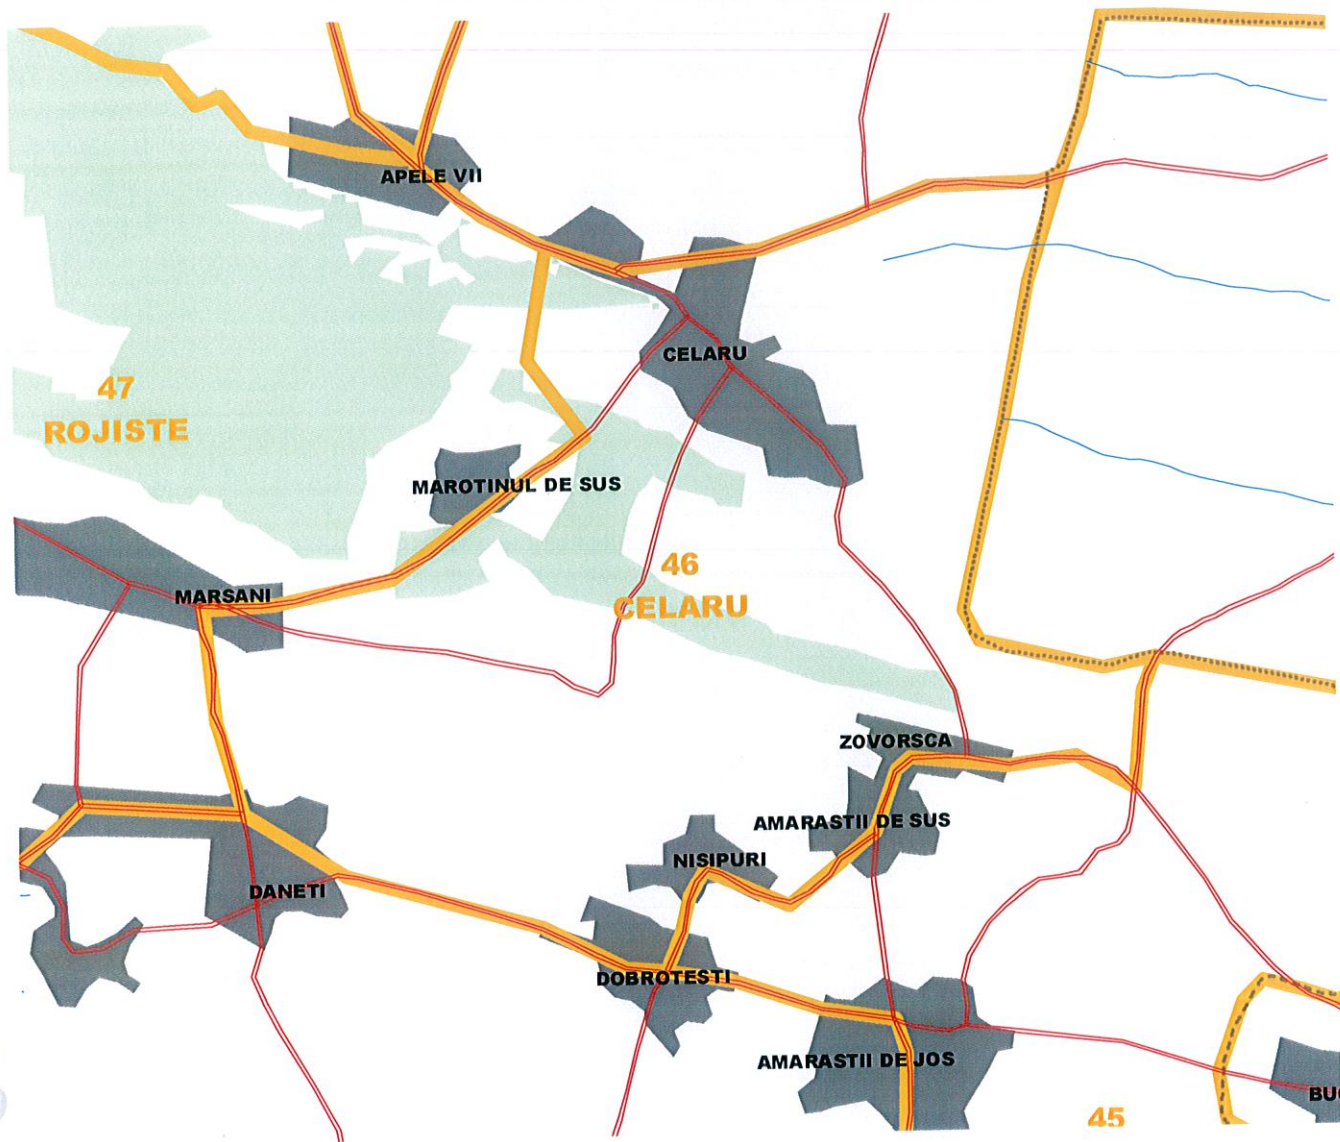 APELE VII
CELARU
47
ROJISTE
MAROTINUL DE SUS
46
CELARU
MARSANI
ZOVORSCA
AMARASTII DE SUS
NISIPURI
DANETI
DOBROTESTI
AMARASTII DE JOS
BUC
45